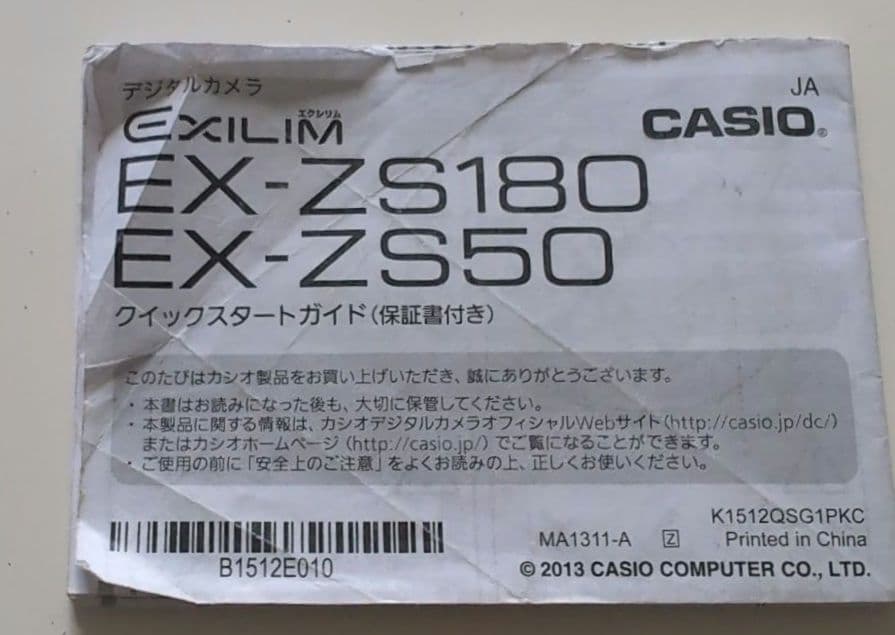 デジタルカメラ
JA
エクシリム
EXILIM
CASIO®
EX-ZS180
EX-ZS50
クイックスタートガイド(保証書付き)
このたびはカシオ製品をお買い上げいただき、誠にありがとうございます。
・本書はお読みになった後も、大切に保管してください。
・本製品に関する情報は、カシオデジタルカメラオフィシャルWebサイト(http://casio.jp/dc/)
またはカシオホームページ(http://casio.jp/)でご覧になることができます。
・ご使用の前に「安全上のご注意」をよくお読みの上、正しくお使いください。
K1512QSG1PKC
MA1311-A Z Printed in China
B1512E010
© 2013 CASIO COMPUTER CO., LTD.